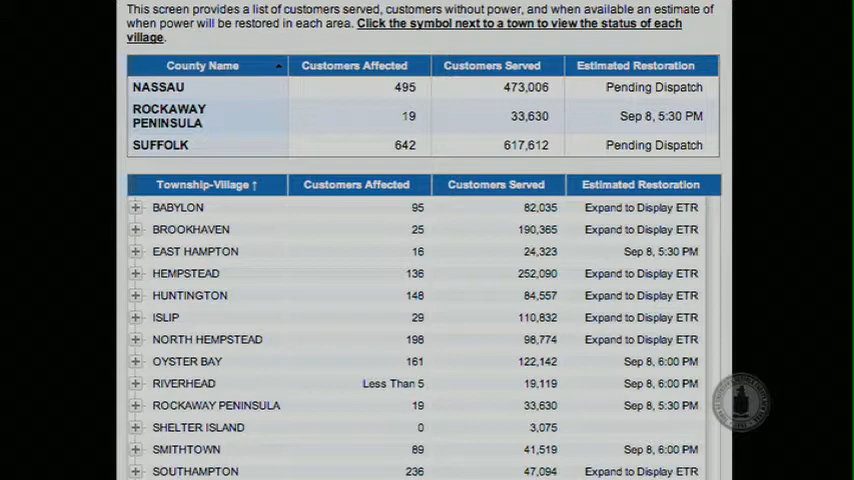 This screen provides a list of customers served, customers without power, and when available an estimate of
when power will be restored in each area. Click the symbol next to a town to view the status of each
village.
County Name Customers Affected Customers Served Estimated Restoration
NASSAU 495 473,006 Pending Dispatch
ROCKAWAY
PENINSULA 19 33,630 Sep 8, 5:30 PM
SUFFOLK 642 617,612 Pending Dispatch
Township-Village ↑ Customers Affected Customers Served Estimated Restoration
BABYLON 95 82,035 Expand to Display ETR
BROOKHAVEN 25 190,365 Expand to Display ETR
EAST HAMPTON 16 24,323 Sep 8, 5:30 PM
HEMPSTEAD 136 252,090 Expand to Display ETR
HUNTINGTON 148 84,557 Expand to Display ETR
ISLIP 29 110,832 Expand to Display ETR
NORTH HEMPSTEAD 198 98,774 Expand to Display ETR
OYSTER BAY 161 122,142 Sep 8, 6:00 PM
RIVERHEAD Less Than 5 19,119 Sep 8, 6:00 PM
ROCKAWAY PENINSULA 19 33,630 Sep 8, 5:30 PM
SHELTER ISLAND 0 3,075
SMITHTOWN 89 41,519 Sep 8, 6:00 PM
SOUTHAMPTON 236 47,094 Expand to Display ETR